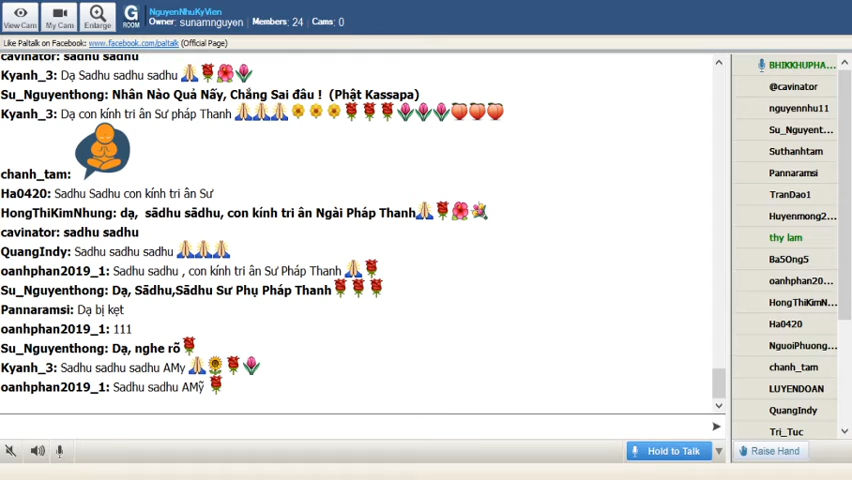 NguyenNhuKyVien
Owner: sunamnguyen Members: 24 Cams: 0
View Cam
My Cam
Enlarge
G
ROOM
Like Paltalk on Facebook: www.facebook.com/paltalk (Official Page)
cavinator: sadhu sadhu
Kyanh_3: Dạ Sadhu sadhu sadhu
Su_Nguyenthong: Nhân Nào Quả Nấy, Chẳng Sai đâu ! (Phật Kassapa)
Kyanh_3: Dạ con kính tri ân Sư pháp Thanh
chanh_tam:
Ha0420: Sadhu Sadhu con kính tri ân Sư
HongThiKimNhung: dạ, sādhu sādhu, con kính tri ân Ngài Pháp Thanh
cavinator: sadhu sadhu
QuangIndy: Sadhu sadhu sadhu
oanhphan2019_1: Sadhu sadhu , con kính tri ân Sư Pháp Thanh
Su_Nguyenthong: Dạ, Sādhu,Sādhu Sư Phụ Pháp Thanh
Pannaramsi: Dạ bị kẹt
oanhphan2019_1: 111
Su_Nguyenthong: Dạ, nghe rõ
Kyanh_3: Sadhu sadhu sadhu AMy
oanhphan2019_1: Sadhu sadhu AMỹ
BHIKKHUPHA...
@cavinator
nguyennhu11
Su_Nguyent...
Suthanhtam
Pannaramsi
TranDao1
Huyenmong2...
thy lam
Ba5Ong5
oanhphan20...
HongThiKimN...
Ha0420
NguoiPhuong...
chanh_tam
LUYENDOAN
QuangIndy
Tri_Tuc
Hold to Talk
Raise Hand